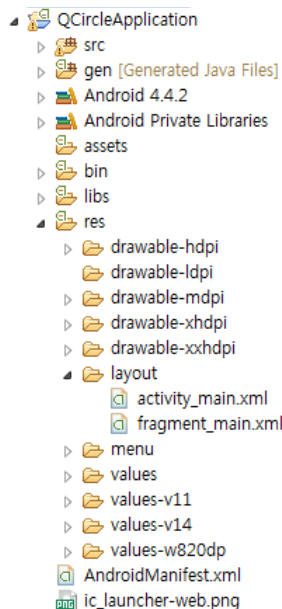 QCircleApplication
src
gen [Generated Java Files]
Android 4.4.2
Android Private Libraries
assets
bin
libs
res
drawable-hdpi
drawable-ldpi
drawable-mdpi
drawable-xhdpi
drawable-xxhdpi
layout
activity_main.xml
fragment_main.xml
menu
values
values-v11
values-v14
values-w820dp
AndroidManifest.xml
ic_launcher-web.png